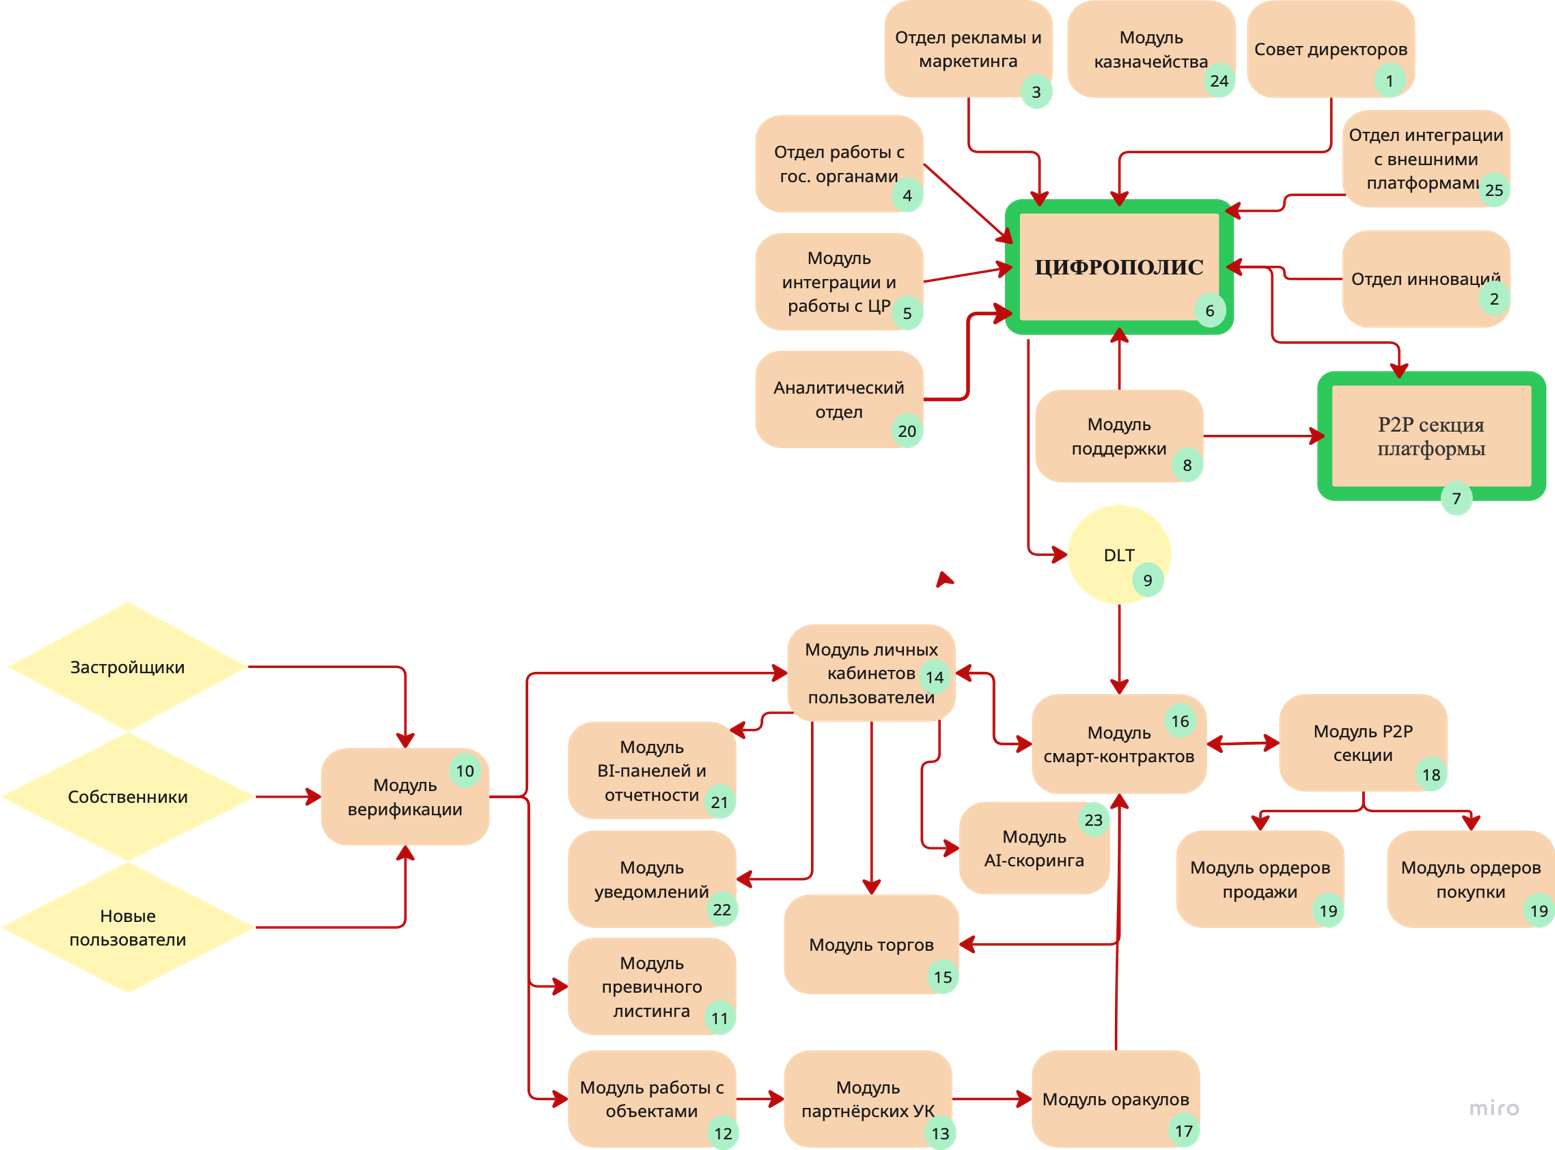 Отдел рекламы и
маркетинга
3
Модуль
казначейства
24
Совет директоров
1
Отдел работы с
гос. органами
4
Отдел интеграции
с внешними
платформами
25
Модуль
интеграции и
работы с ЦР
5
ЦИФРОПОЛИС
6
Отдел инноваций
2
Аналитический
отдел
20
Модуль
поддержки
8
P2P секция
платформы
7
DLT
9
Застройщики
Собственники
Новые
пользователи
Модуль
верификации
10
Модуль личных
кабинетов
пользователей
14
Модуль
BI-панелей и
отчетности
21
Модуль
уведомлений
22
Модуль
превичного
листинга
11
Модуль работы с
объектами
12
Модуль
партнёрских УК
13
Модуль оракулов
17
Модуль торгов
15
Модуль
AI-скоринга
23
Модуль
смарт-контрактов
16
Модуль P2P
секции
18
Модуль ордеров
продажи
19
Модуль ордеров
покупки
19
miro